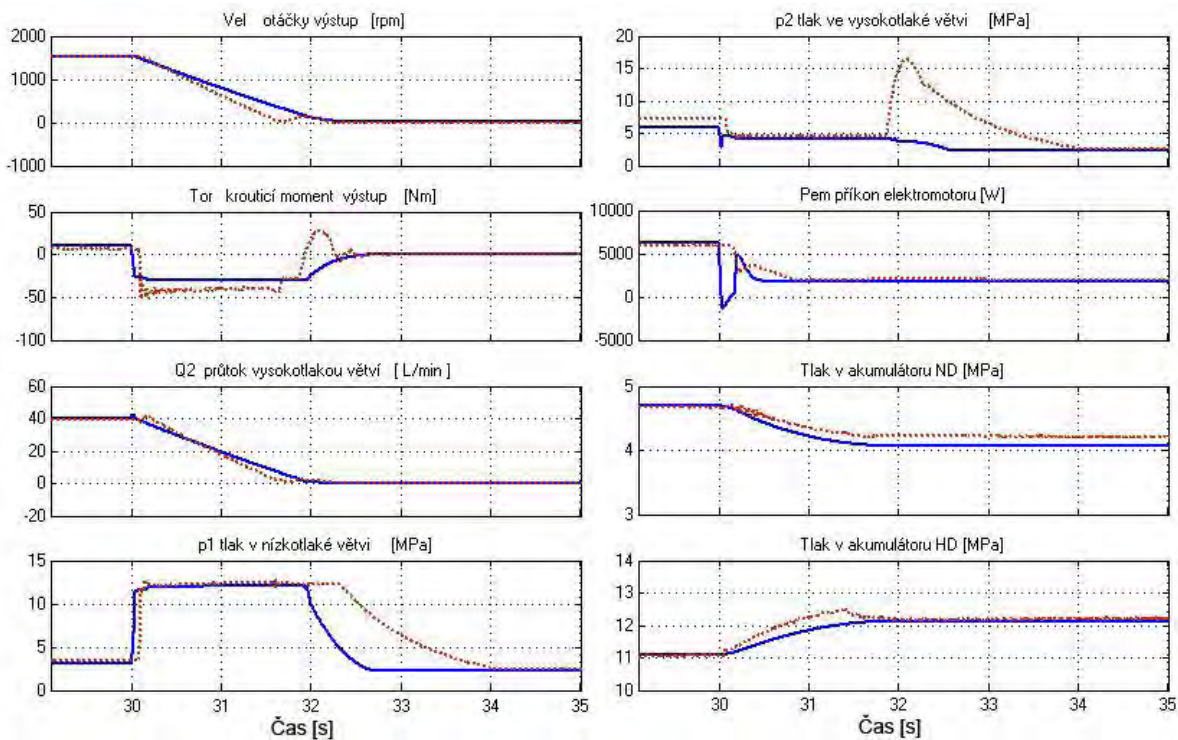 Vel otáčky výstup [rpm]
2000
1000
0
-1000
p2 tlak ve vysokotlaké větvi [MPa]
20
15
10
5
0
Tor krouticí moment výstup [Nm]
50
0
-50
-100
Pem příkon elektromotoru [W]
10000
5000
0
-5000
Q2 průtok vysokotlakou větví [ L/min ]
60
40
20
0
-20
Tlak v akumulátoru ND [MPa]
5
4
3
p1 tlak v nízkotlaké větvi [MPa]
15
10
5
0
30 31 32 33 34 35
Čas [s]
Tlak v akumulátoru HD [MPa]
14
13
12
11
10
30 31 32 33 34 35
Čas [s]